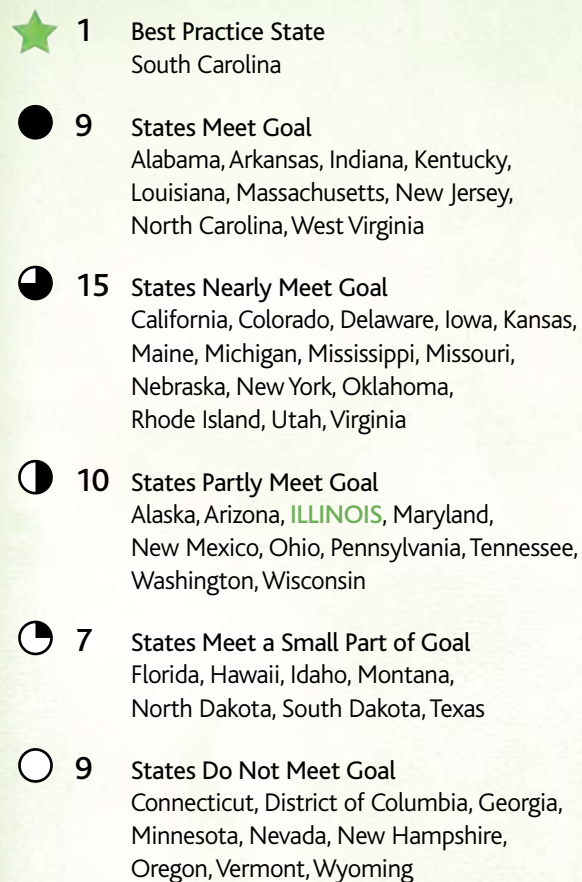 1 Best Practice State
South Carolina
9 States Meet Goal
Alabama, Arkansas, Indiana, Kentucky,
Louisiana, Massachusetts, New Jersey,
North Carolina, West Virginia
15 States Nearly Meet Goal
California, Colorado, Delaware, Iowa, Kansas,
Maine, Michigan, Mississippi, Missouri,
Nebraska, New York, Oklahoma,
Rhode Island, Utah, Virginia
10 States Partly Meet Goal
Alaska, Arizona, ILLINOIS, Maryland,
New Mexico, Ohio, Pennsylvania, Tennessee,
Washington, Wisconsin
7 States Meet a Small Part of Goal
Florida, Hawaii, Idaho, Montana,
North Dakota, South Dakota, Texas
9 States Do Not Meet Goal
Connecticut, District of Columbia, Georgia,
Minnesota, Nevada, New Hampshire,
Oregon, Vermont, Wyoming